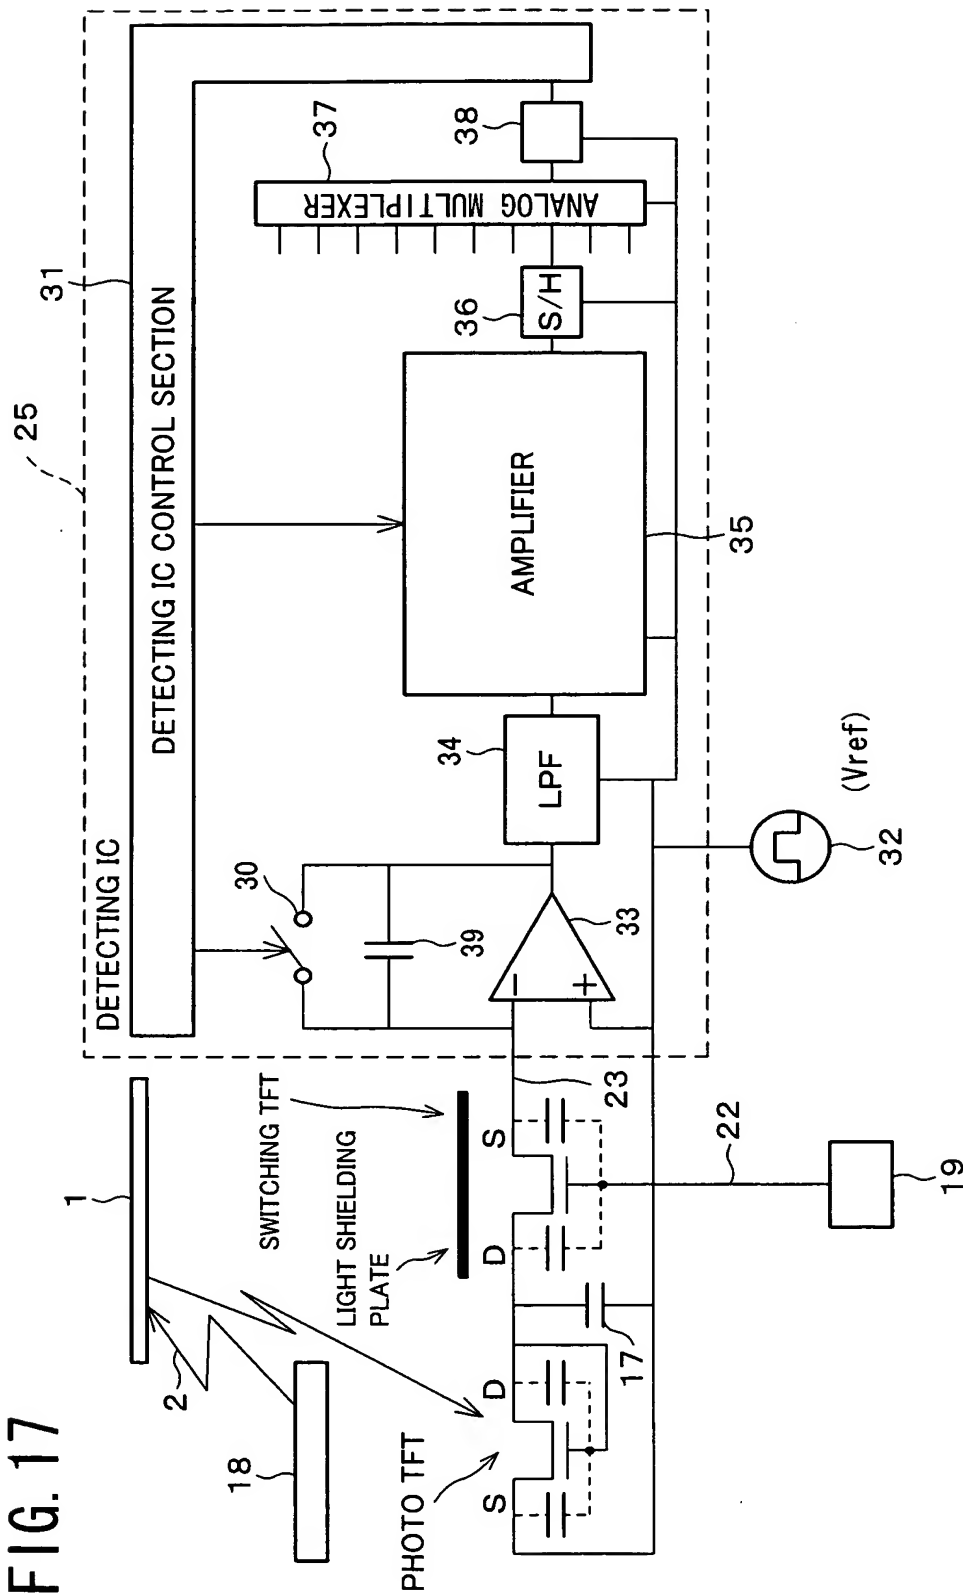 FIG. 17
25
31
DETECTING IC
DETECTING IC CONTROL SECTION
37
38
ANALOG MULTIPLEXER
36
S/H
AMPLIFIER
35
34
LPF
30
39
33
32
(Vref)
1
2
18
SWITCHING TFT
LIGHT SHIELDING
PLATE
PHOTO TFT
S
D
D
S
17
23
22
19